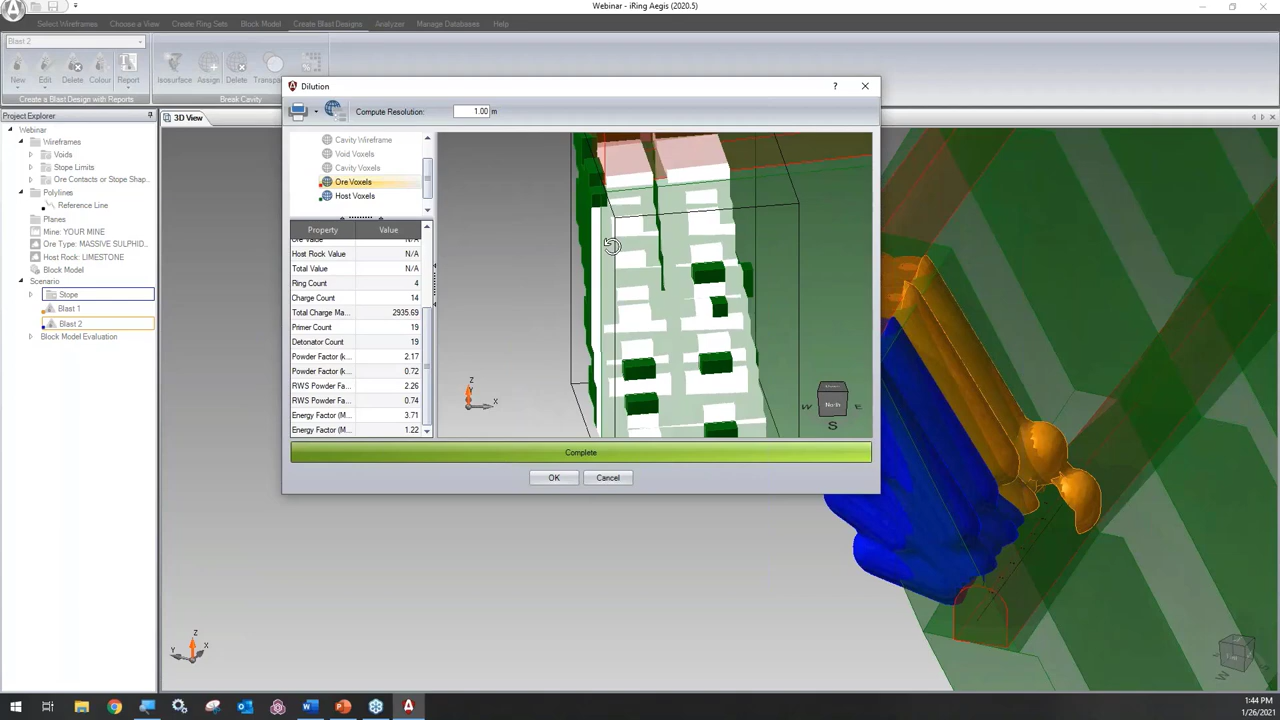 Webinar - iRing Aegis (2020.5)
Select Wireframes
Choose a View
Create Ring Sets
Block Model
Create Blast Designs
Analyzer
Manage Databases
Help
Blast 2
New
Edit
Delete
Colour
Report
Isosurface
Assign
Delete
Transpa
Create a Blast Design with Reports
Break Cavity
Project Explorer
3D View
Webinar
Wireframes
Voids
Stope Limits
Ore Contacts or Stope Shap...
Polylines
Reference Line
Planes
Mine: YOUR MINE
Ore Type: MASSIVE SULPHID...
Host Rock: LIMESTONE
Block Model
Scenario
Stope
Blast 1
Blast 2
Block Model Evaluation
Dilution
?
Compute Resolution:
1.00 m
Cavity Wireframe
Void Voxels
Cavity Voxels
Ore Voxels
Host Voxels
Property Value
Ore Value N/A
Host Rock Value N/A
Total Value N/A
Ring Count 4
Charge Count 14
Total Charge Ma... 2935.69
Primer Count 19
Detonator Count 19
Powder Factor (k... 2.17
Powder Factor (k... 0.72
RWS Powder Fa... 2.26
RWS Powder Fa... 0.74
Energy Factor (M... 3.71
Energy Factor (M... 1.22
Z
Y
X
North
W
E
S
Complete
OK
Cancel
Z
Y
X
W
S
1:44 PM
1/26/2021